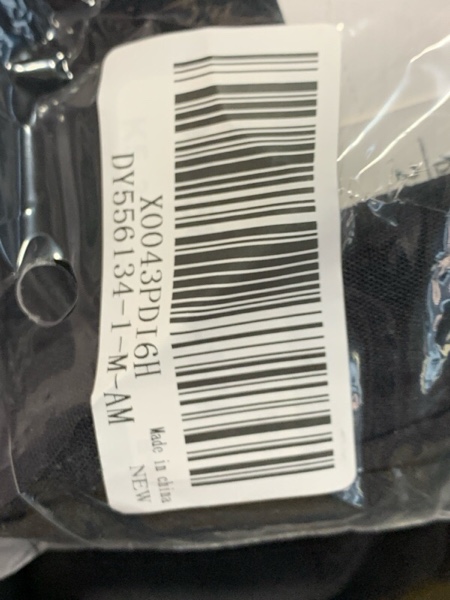 X0043PDI6H
DY556134-1-M-AM
Made in china
NEW